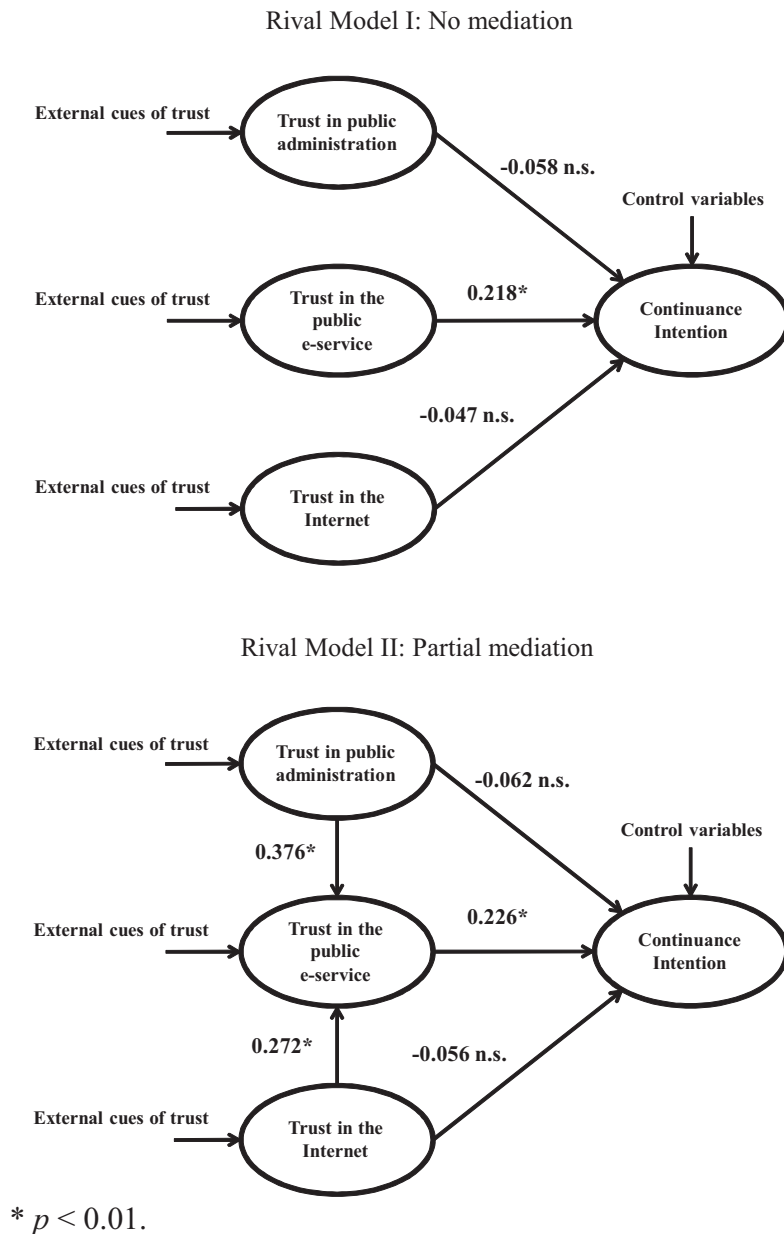 Rival Model I: No mediation
External cues of trust
Trust in public
administration
-0.058 n.s.
Control variables
External cues of trust
Trust in the
public
e-service
0.218*
Continuance
Intention
-0.047 n.s.
External cues of trust
Trust in the
Internet
Rival Model II: Partial mediation
External cues of trust
Trust in public
administration
-0.062 n.s.
Control variables
0.376*
External cues of trust
Trust in the
public
e-service
0.226*
Continuance
Intention
0.272*
-0.056 n.s.
External cues of trust
Trust in the
Internet
* p < 0.01.